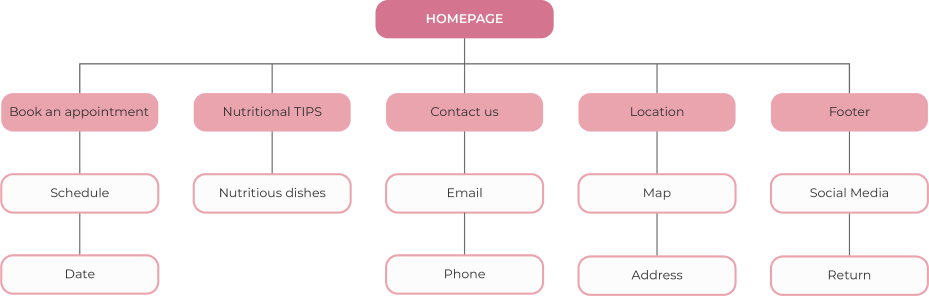 HOMEPAGE
Book an appointment
Nutritional TIPS
Contact us
Location
Footer
Schedule
Nutritious dishes
Email
Map
Social Media
Date
Phone
Address
Return